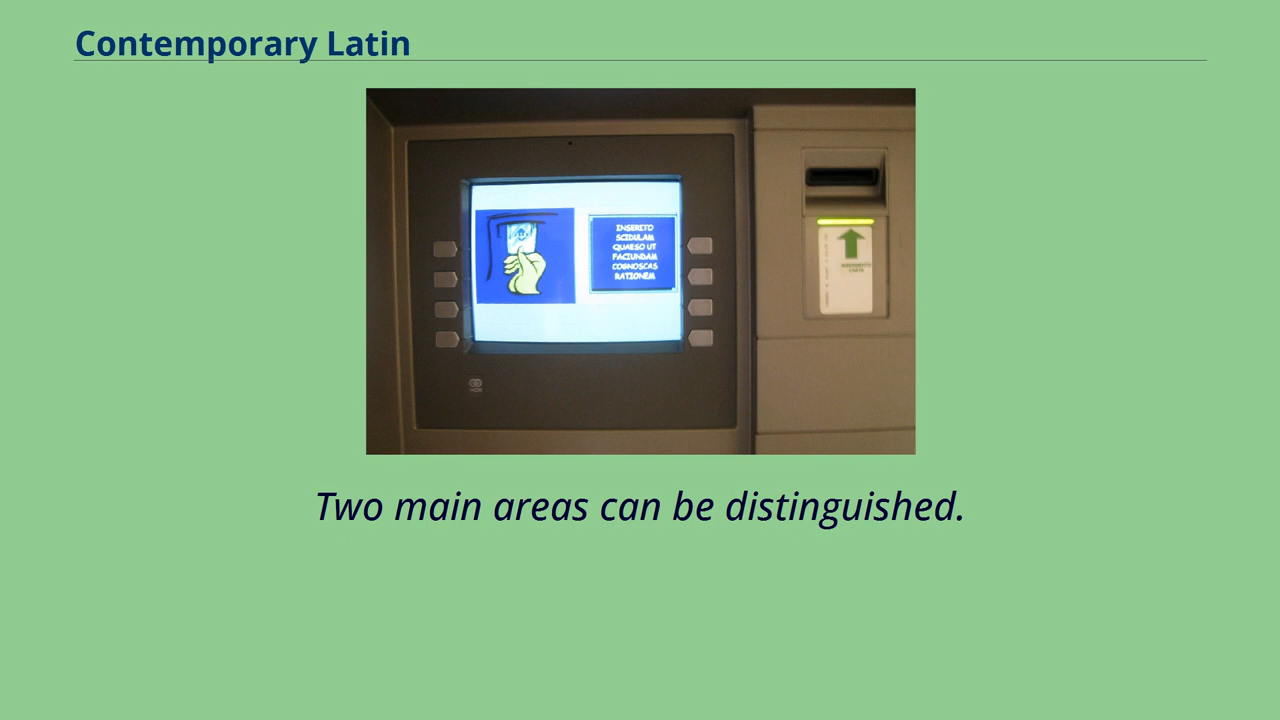 Contemporary Latin
INSERITO
SCIDULAM
QUAESO UT
FACIUNDAM
COGNOSCAS
RATIONEM
Two main areas can be distinguished.